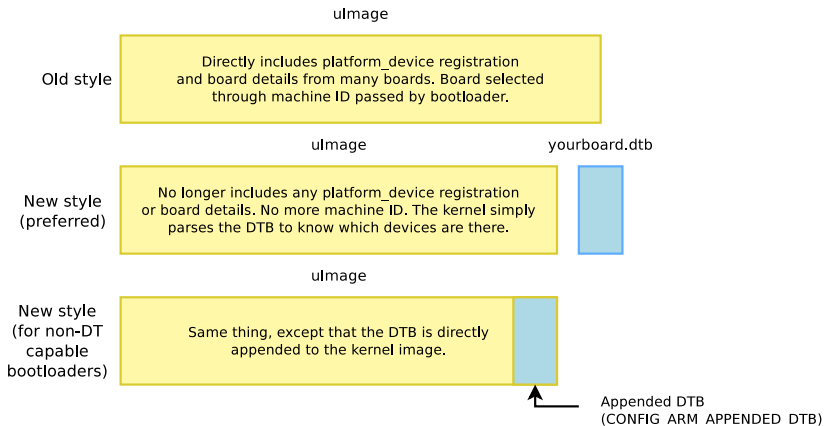 uImage
Old style
Directly includes platform_device registration
and board details from many boards. Board selected
through machine ID passed by bootloader.
uImage
yourboard.dtb
New style
(preferred)
No longer includes any platform_device registration
or board details. No more machine ID. The kernel simply
parses the DTB to know which devices are there.
uImage
New style
(for non-DT
capable
bootloaders)
Same thing, except that the DTB is directly
appended to the kernel image.
Appended DTB
(CONFIG_ARM_APPENDED_DTB)